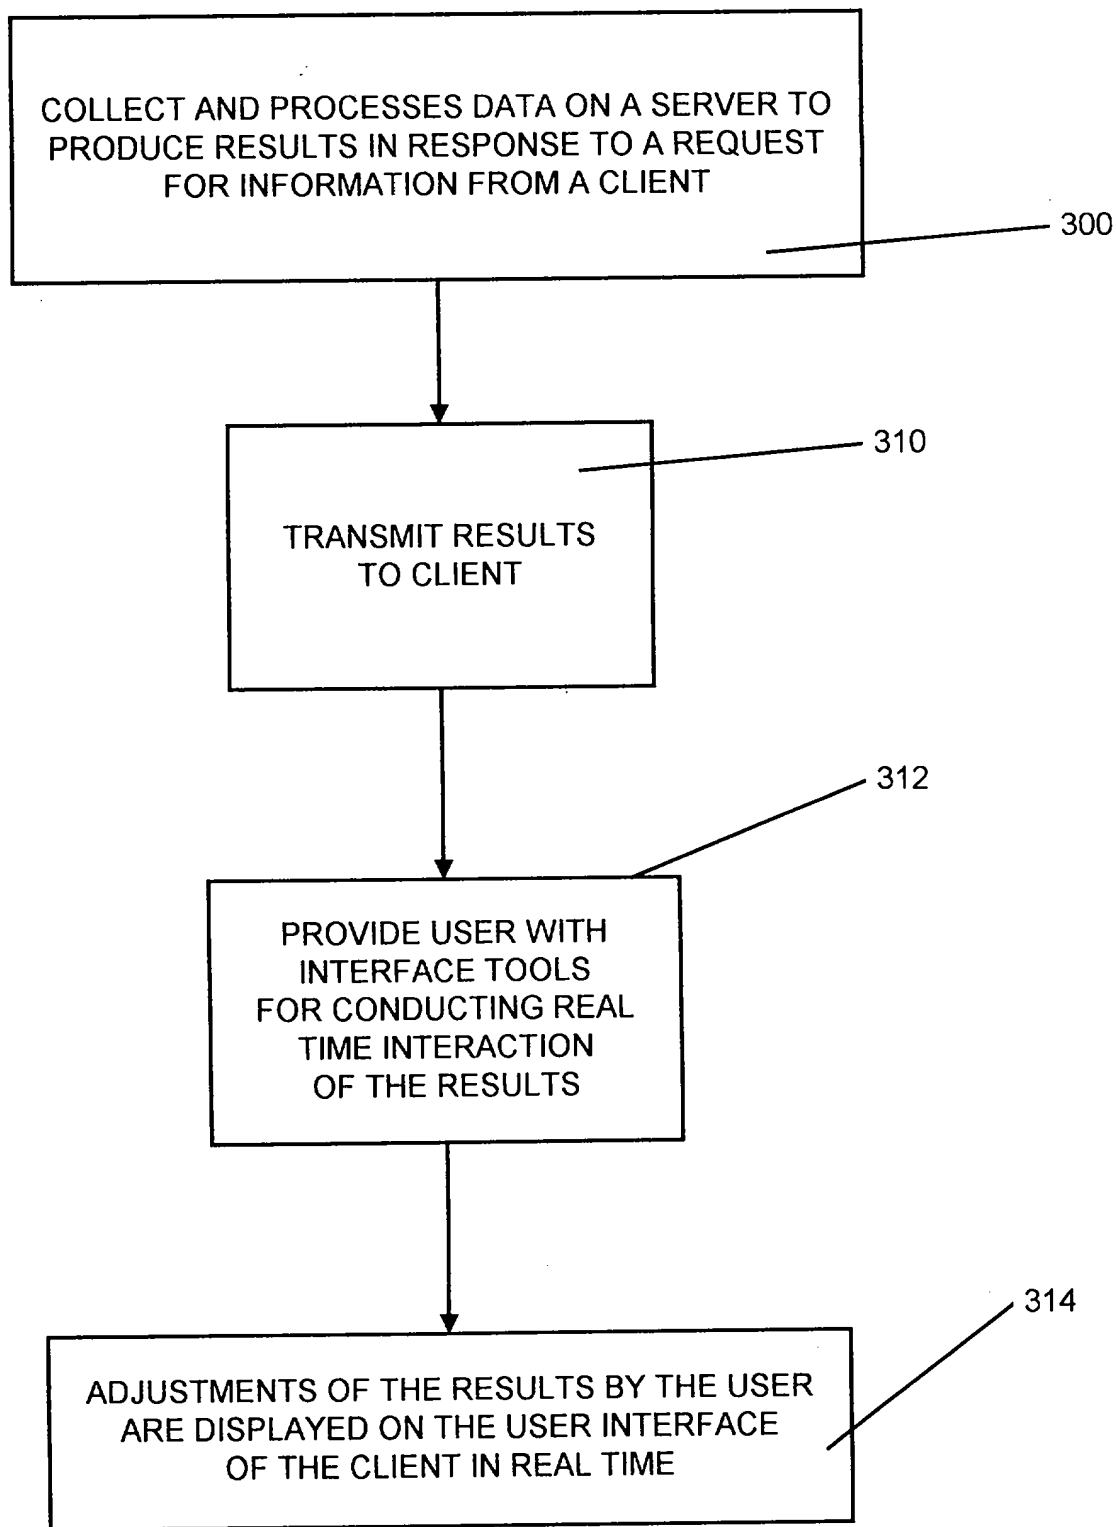 COLLECT AND PROCESSES DATA ON A SERVER TO
PRODUCE RESULTS IN RESPONSE TO A REQUEST
FOR INFORMATION FROM A CLIENT
300
310
TRANSMIT RESULTS
TO CLIENT
312
PROVIDE USER WITH
INTERFACE TOOLS
FOR CONDUCTING REAL
TIME INTERACTION
OF THE RESULTS
314
ADJUSTMENTS OF THE RESULTS BY THE USER
ARE DISPLAYED ON THE USER INTERFACE
OF THE CLIENT IN REAL TIME